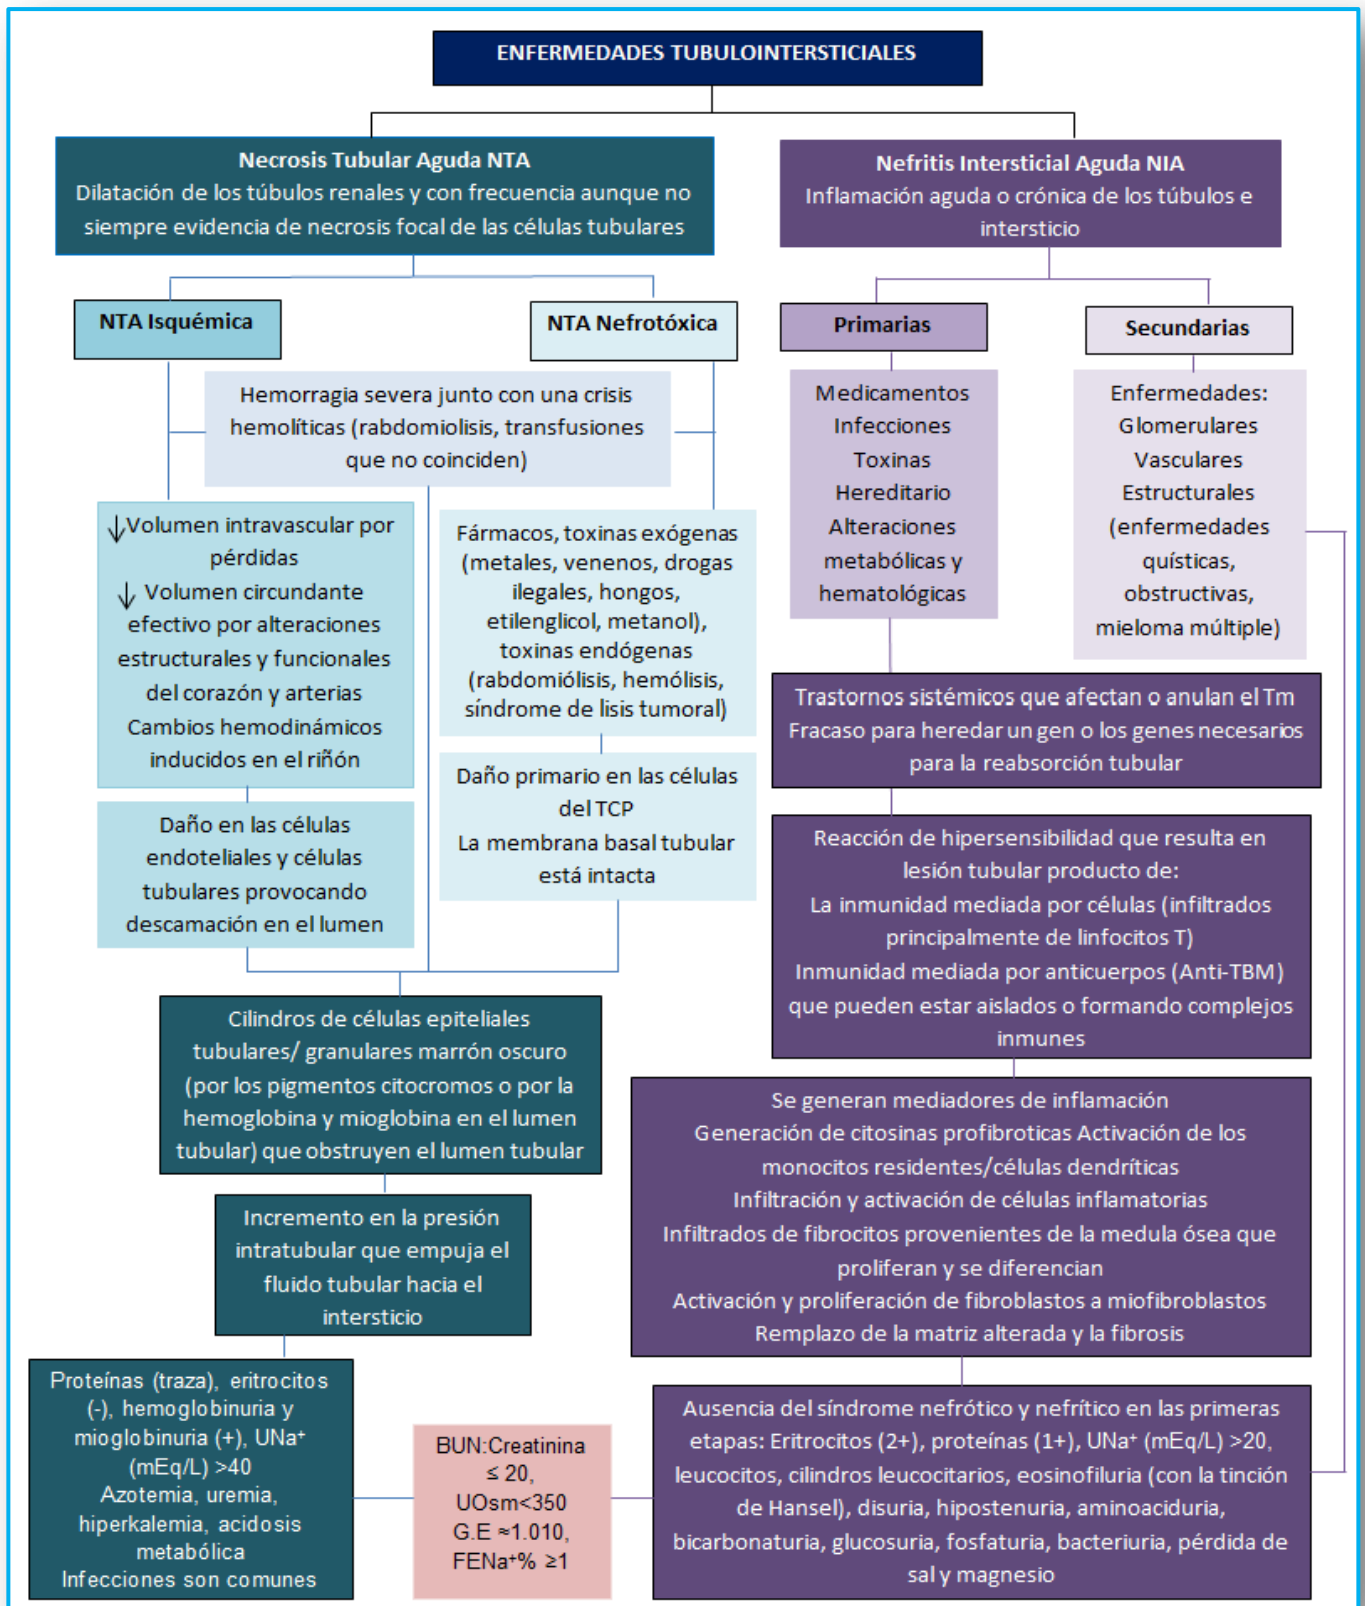 ENFERMEDADES TUBULOINTERSTICIALES
Necrosis Tubular Aguda NTA
Dilatación de los túbulos renales y con frecuencia aunque no
siempre evidencia de necrosis focal de las células tubulares
Nefritis Intersticial Aguda NIA
Inflamación aguda o crónica de los túbulos e
intersticio
NTA Isquémica
NTA Nefrotóxica
Primarias
Secundarias
Hemorragia severa junto con una crisis
hemolíticas (rabdomiolisis, transfusiones
que no coinciden)
Medicamentos
Infecciones
Toxinas
Hereditario
Alteraciones
metabólicas y
hematológicas
Enfermedades:
Glomerulares
Vasculares
Estructurales
(enfermedades
quísticas,
obstructivas,
mieloma múltiple)
↓Volumen intravascular por
pérdidas
↓ Volumen circundante
efectivo por alteraciones
estructurales y funcionales
del corazón y arterias
Cambios hemodinámicos
inducidos en el riñón
Fármacos, toxinas exógenas
(metales, venenos, drogas
ilegales, hongos,
etilenglicol, metanol),
toxinas endógenas
(rabdomiólisis, hemólisis,
síndrome de lisis tumoral)
Trastornos sistémicos que afectan o anulan el Tm
Fracaso para heredar un gen o los genes necesarios
para la reabsorción tubular
Daño en las células
endoteliales y células
tubulares provocando
descamación en el lumen
Daño primario en las células
del TCP
La membrana basal tubular
está intacta
Reacción de hipersensibilidad que resulta en
lesión tubular producto de:
La inmunidad mediada por células (infiltrados
principalmente de linfocitos T)
Inmunidad mediada por anticuerpos (Anti-TBM)
que pueden estar aislados o formando complejos
inmunes
Cilindros de células epiteliales
tubulares/ granulares marrón oscuro
(por los pigmentos citocromos o por la
hemoglobina y mioglobina en el lumen
tubular) que obstruyen el lumen tubular
Se generan mediadores de inflamación
Generación de citosinas profibroticas Activación de los
monocitos residentes/células dendríticas
Infiltración y activación de células inflamatorias
Infiltrados de fibrocitos provenientes de la medula ósea que
proliferan y se diferencian
Activación y proliferación de fibroblastos a miofibroblastos
Remplazo de la matriz alterada y la fibrosis
Incremento en la presión
intratubular que empuja el
fluido tubular hacia el
intersticio
Proteínas (traza), eritrocitos
(-), hemoglobinuria y
mioglobinuria (+), UNa⁺
(mEq/L) >40
Azotemia, uremia,
hiperkalemia, acidosis
metabólica
Infecciones son comunes
BUN:Creatinina
≤ 20,
UOsm<350
G.E ≈1.010,
FENa⁺% ≥1
Ausencia del síndrome nefrótico y nefrítico en las primeras
etapas: Eritrocitos (2+), proteínas (1+), UNa⁺ (mEq/L) >20,
leucocitos, cilindros leucocitarios, eosinofiluria (con la tinción
de Hansel), disuria, hipostenuria, aminoaciduria,
bicarbonaturia, glucosuria, fosfaturia, bacteriuria, pérdida de
sal y magnesio